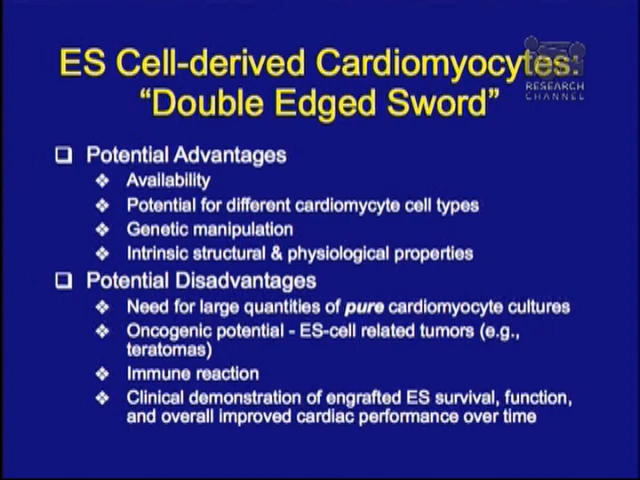 ES Cell-derived Cardiomyocytes:
"Double Edged Sword"
RESEARCH
CHANNEL
Potential Advantages
Availability
Potential for different cardiomycyte cell types
Genetic manipulation
Intrinsic structural & physiological properties
Potential Disadvantages
Need for large quantities of pure cardiomyocyte cultures
Oncogenic potential - ES-cell related tumors (e.g.,
teratomas)
Immune reaction
Clinical demonstration of engrafted ES survival, function,
and overall improved cardiac performance over time